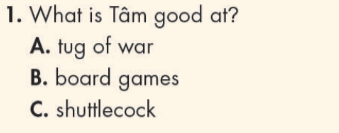 1. What is Tâm good at?
A. tug of war
B. board games
C. shuttlecock